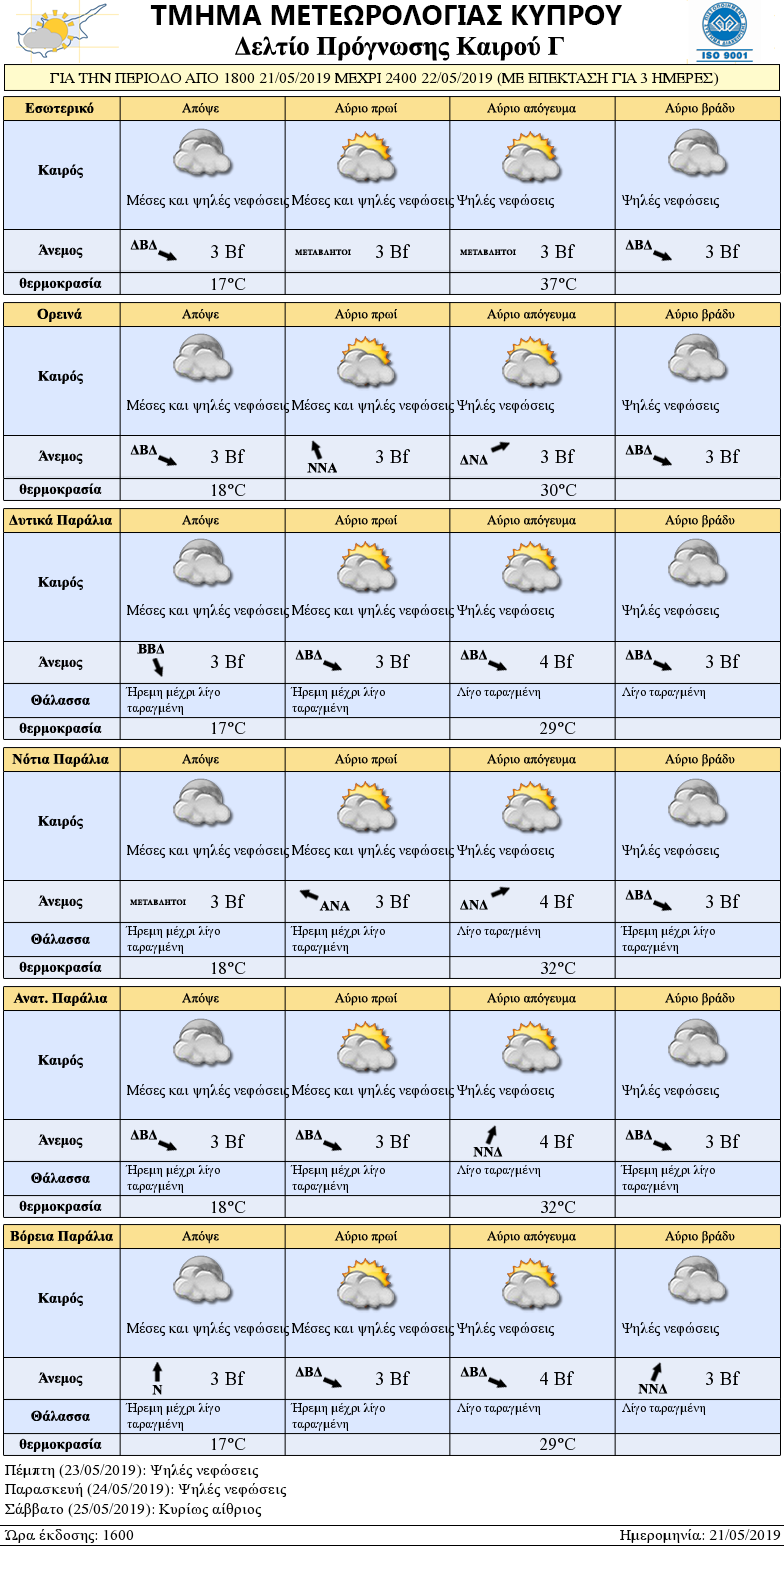 ΤΜΗΜΑ ΜΕΤΕΩΡΟΛΟΓΙΑΣ ΚΥΠΡΟΥ
Δελτίο Πρόγνωσης Καιρού Γ
ISO 9001
ΓΙΑ ΤΗΝ ΠΕΡΙΟΔΟ ΑΠΟ 1800 21/05/2019 ΜΕΧΡΙ 2400 22/05/2019 (ΜΕ ΕΠΕΚΤΑΣΗ ΓΙΑ 3 ΗΜΕΡΕΣ)
Εσωτερικό Απόψε Αύριο πρωί Αύριο απόγευμα Αύριο βράδυ
Καιρός
Μέσες και ψηλές νεφώσεις Μέσες και ψηλές νεφώσεις Ψηλές νεφώσεις Ψηλές νεφώσεις
Άνεμος ΔΒΔ 3 Bf ΜΕΤΑΒΛΗΤΟΙ 3 Bf ΜΕΤΑΒΛΗΤΟΙ 3 Bf ΔΒΔ 3 Bf
θερμοκρασία 17°C 37°C
Ορεινά Απόψε Αύριο πρωί Αύριο απόγευμα Αύριο βράδυ
Καιρός
Μέσες και ψηλές νεφώσεις Μέσες και ψηλές νεφώσεις Ψηλές νεφώσεις Ψηλές νεφώσεις
Άνεμος ΔΒΔ 3 Bf ΝΝΑ 3 Bf ΔΝΔ 3 Bf ΔΒΔ 3 Bf
θερμοκρασία 18°C 30°C
Δυτικά Παράλια Απόψε Αύριο πρωί Αύριο απόγευμα Αύριο βράδυ
Καιρός
Μέσες και ψηλές νεφώσεις Μέσες και ψηλές νεφώσεις Ψηλές νεφώσεις Ψηλές νεφώσεις
Άνεμος ΒΒΔ 3 Bf ΔΒΔ 3 Bf ΔΒΔ 4 Bf ΔΒΔ 3 Bf
Θάλασσα Ήρεμη μέχρι λίγο ταραγμένη Ήρεμη μέχρι λίγο ταραγμένη Λίγο ταραγμένη Λίγο ταραγμένη
θερμοκρασία 17°C 29°C
Νότια Παράλια Απόψε Αύριο πρωί Αύριο απόγευμα Αύριο βράδυ
Καιρός
Μέσες και ψηλές νεφώσεις Μέσες και ψηλές νεφώσεις Ψηλές νεφώσεις Ψηλές νεφώσεις
Άνεμος ΜΕΤΑΒΛΗΤΟΙ 3 Bf ΑΝΑ 3 Bf ΔΝΔ 4 Bf ΔΒΔ 3 Bf
Θάλασσα Ήρεμη μέχρι λίγο ταραγμένη Ήρεμη μέχρι λίγο ταραγμένη Λίγο ταραγμένη Ήρεμη μέχρι λίγο ταραγμένη
θερμοκρασία 18°C 32°C
Ανατ. Παράλια Απόψε Αύριο πρωί Αύριο απόγευμα Αύριο βράδυ
Καιρός
Μέσες και ψηλές νεφώσεις Μέσες και ψηλές νεφώσεις Ψηλές νεφώσεις Ψηλές νεφώσεις
Άνεμος ΔΒΔ 3 Bf ΔΒΔ 3 Bf ΝΝΔ 4 Bf ΔΒΔ 3 Bf
Θάλασσα Ήρεμη μέχρι λίγο ταραγμένη Ήρεμη μέχρι λίγο ταραγμένη Λίγο ταραγμένη Ήρεμη μέχρι λίγο ταραγμένη
θερμοκρασία 18°C 32°C
Βόρεια Παράλια Απόψε Αύριο πρωί Αύριο απόγευμα Αύριο βράδυ
Καιρός
Μέσες και ψηλές νεφώσεις Μέσες και ψηλές νεφώσεις Ψηλές νεφώσεις Ψηλές νεφώσεις
Άνεμος Ν 3 Bf ΔΒΔ 3 Bf ΔΒΔ 4 Bf ΝΝΔ 3 Bf
Θάλασσα Ήρεμη μέχρι λίγο ταραγμένη Ήρεμη μέχρι λίγο ταραγμένη Λίγο ταραγμένη Λίγο ταραγμένη
θερμοκρασία 17°C 29°C
Πέμπτη (23/05/2019): Ψηλές νεφώσεις
Παρασκευή (24/05/2019): Ψηλές νεφώσεις
Σάββατο (25/05/2019): Κυρίως αίθριος
Ώρα έκδοσης: 1600 Ημερομηνία: 21/05/2019